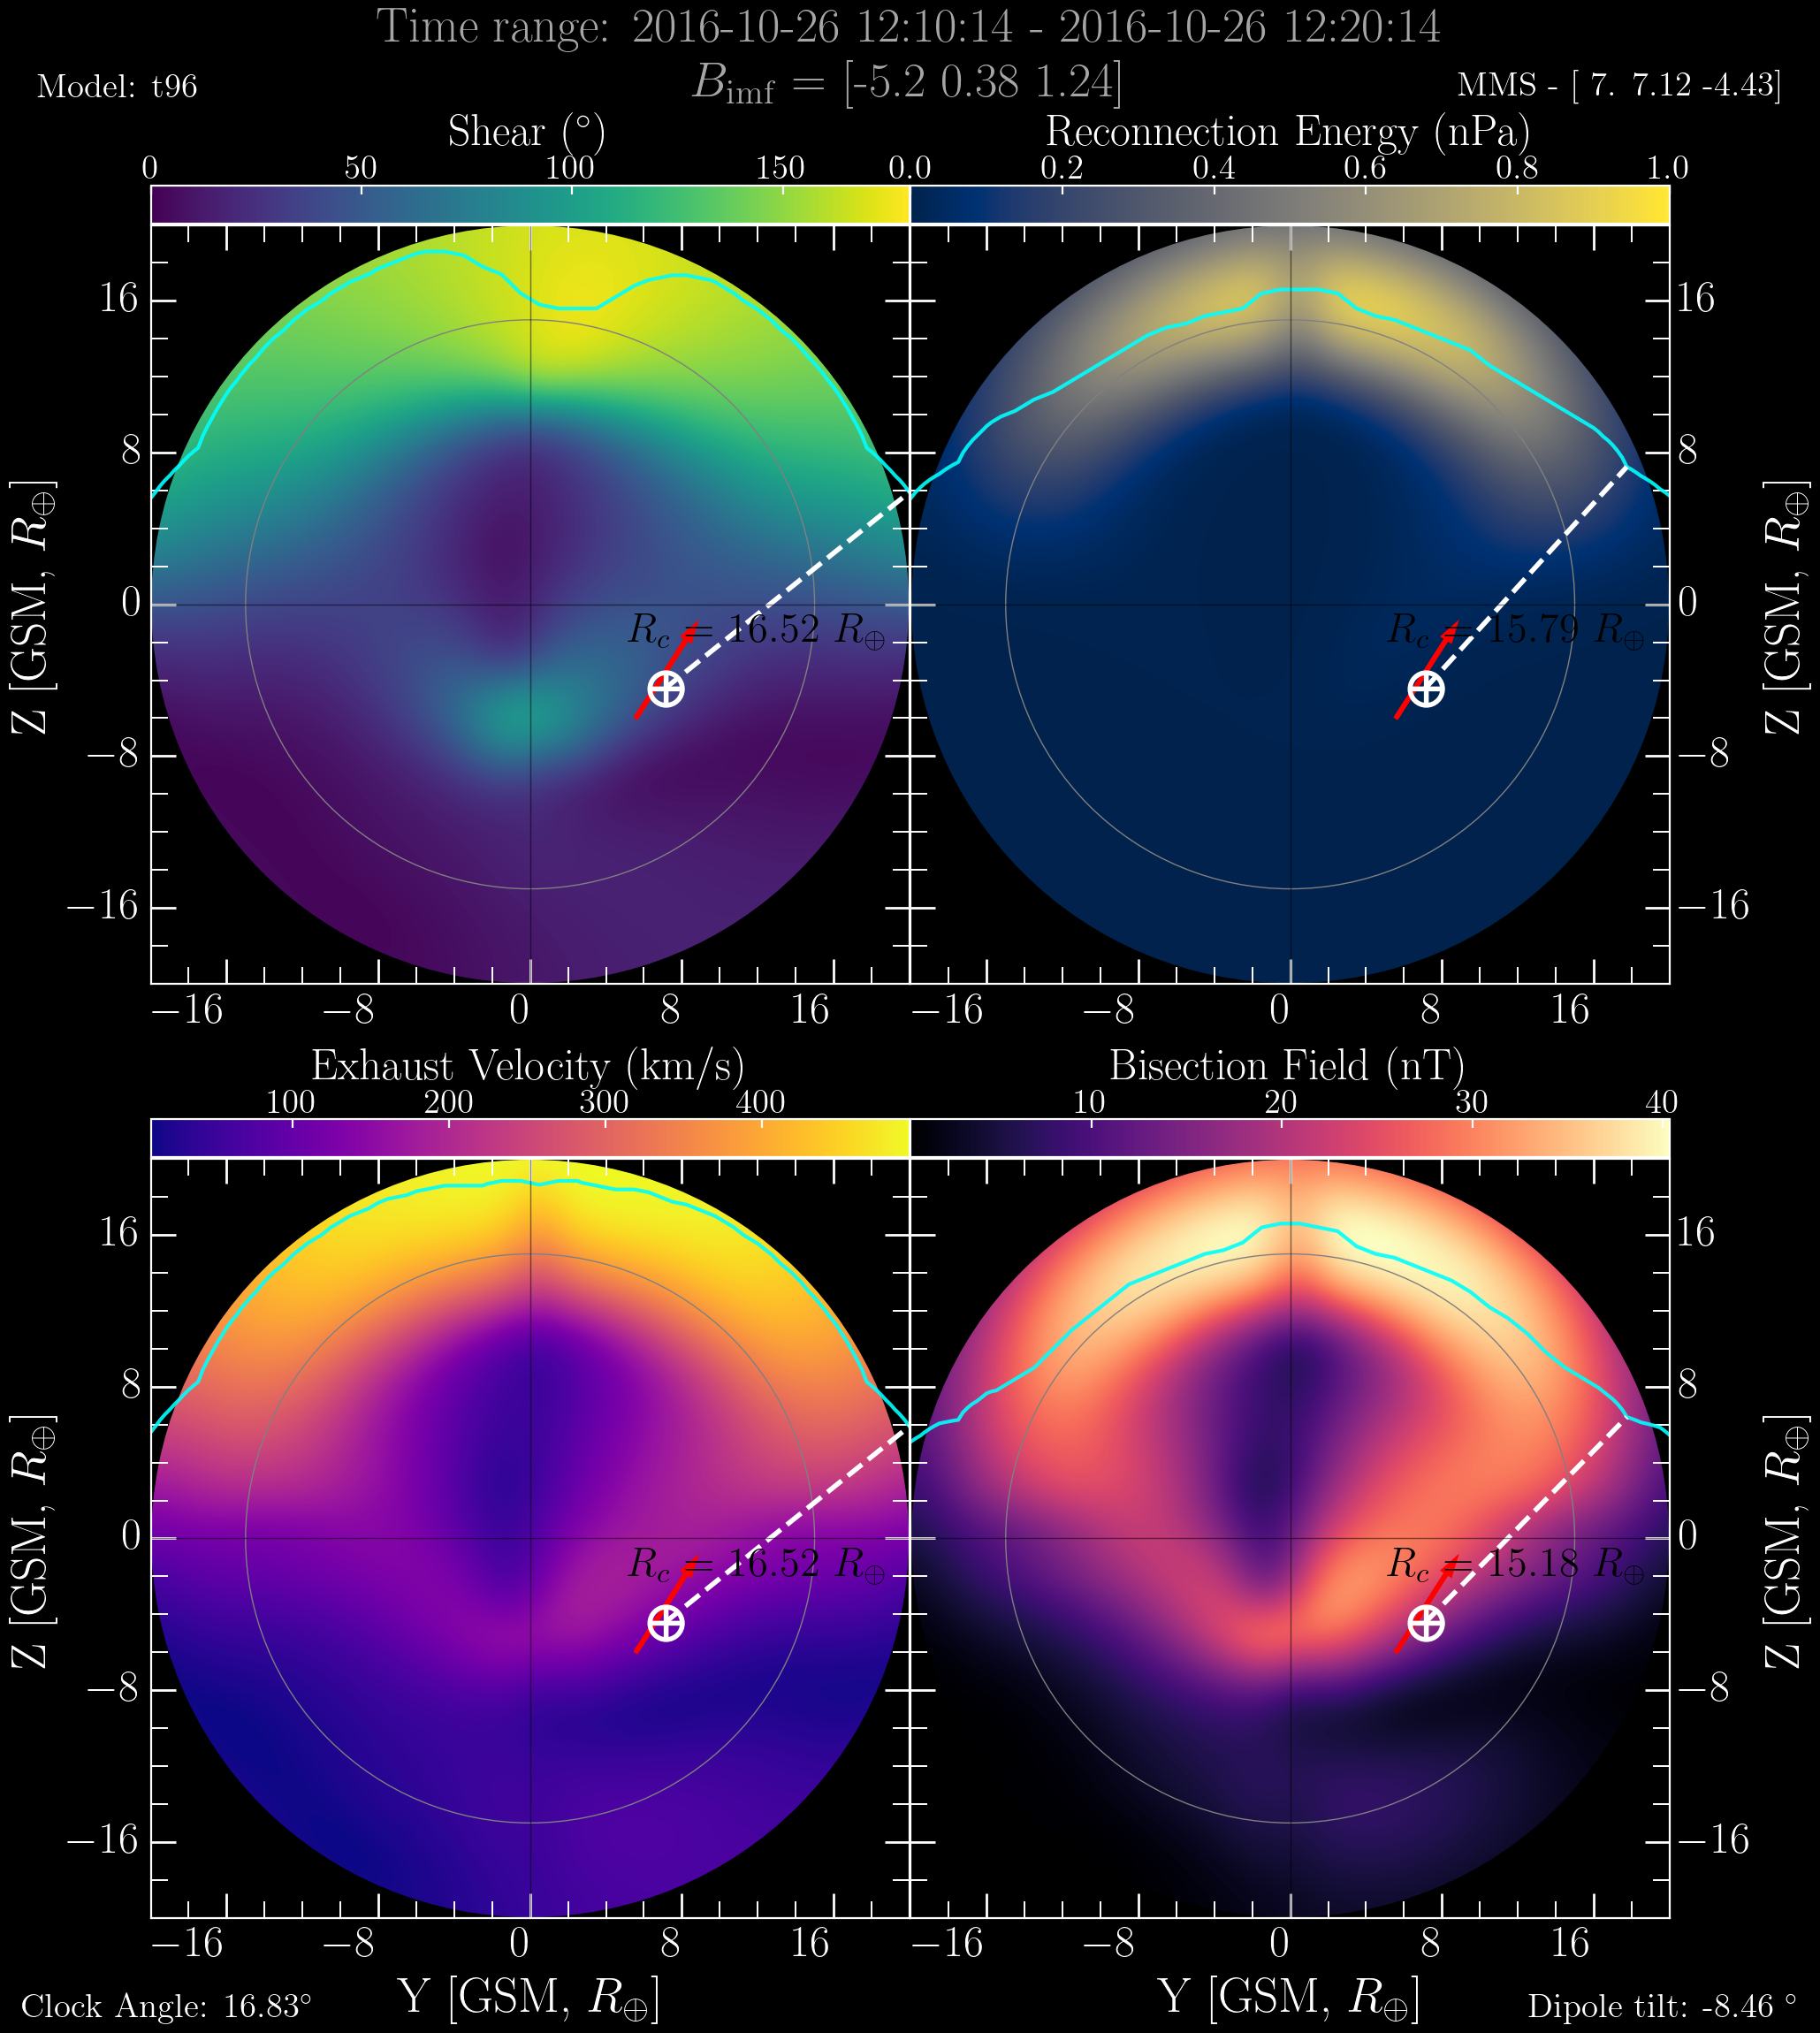 Time range: 2016-10-26 12:10:14 - 2016-10-26 12:20:14
Model: t96
B_imf = [-5.2 0.38 1.24]
MMS - [ 7. 7.12 -4.43]
Shear (°)
Reconnection Energy (nPa)
0 50 100 150
0.0 0.2 0.4 0.6 0.8 1.0
16 8 0 −8 −16
Z [GSM, R⊕]
R_c = 16.52 R⊕
R_c = 15.79 R⊕
16 8 0 −8 −16
Z [GSM, R⊕]
−16 −8 0 8 16
−16 −8 0 8 16
Exhaust Velocity (km/s)
Bisection Field (nT)
100 200 300 400
10 20 30 40
16 8 0 −8 −16
Z [GSM, R⊕]
R_c = 16.52 R⊕
R_c = 15.18 R⊕
16 8 0 −8 −16
Z [GSM, R⊕]
−16 −8 0 8 16
−16 −8 0 8 16
Y [GSM, R⊕]
Y [GSM, R⊕]
Clock Angle: 16.83°
Dipole tilt: -8.46 °